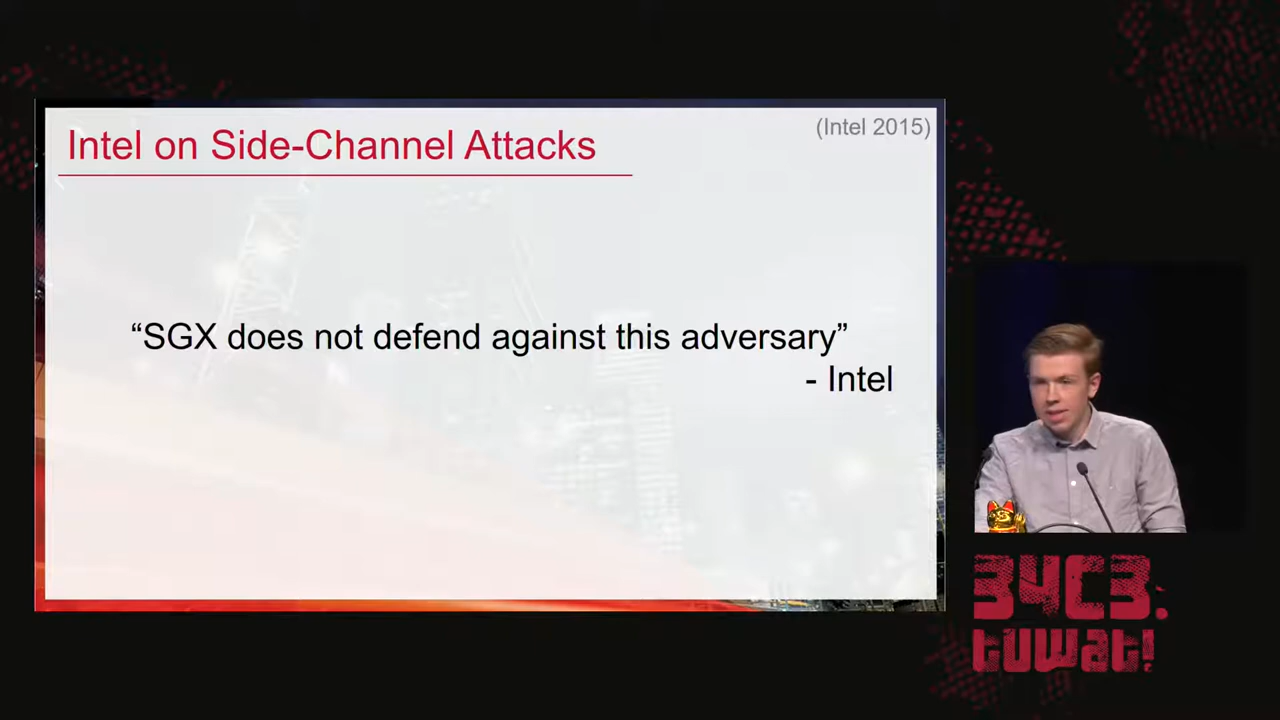 Intel on Side-Channel Attacks
(Intel 2015)
“SGX does not defend against this adversary”
- Intel
34C3:
tuwat!